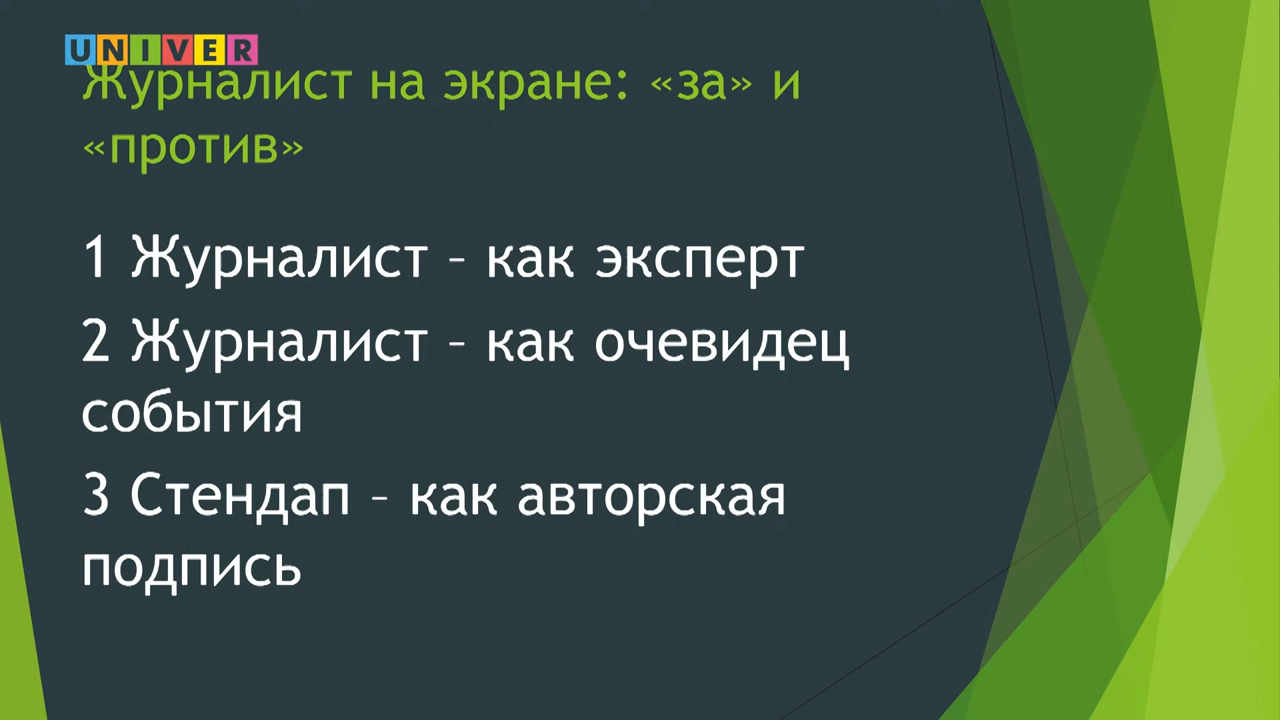 UNIVER
Журналист на экране: «за» и
«против»
1 Журналист – как эксперт
2 Журналист – как очевидец
события
3 Стендап – как авторская
подпись